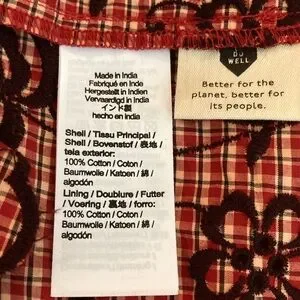 DO
WELL
Better for the
planet, better for
its people.
Made in India
Fabriqué en Inde
Hergestellt in Indien
Vervaardigd in India
インド製
hecho en india
Shell / Tissu Principal /
Shell / Bovenstof / 表地 /
tela exterior:
100% Cotton / Coton /
Baumwolle / Katoen / 綿 /
algodón
Lining / Doublure / Futter
/ Voering / 裏地 / forro:
100% Cotton / Coton /
Baumwolle / Katoen / 綿
/ algodón